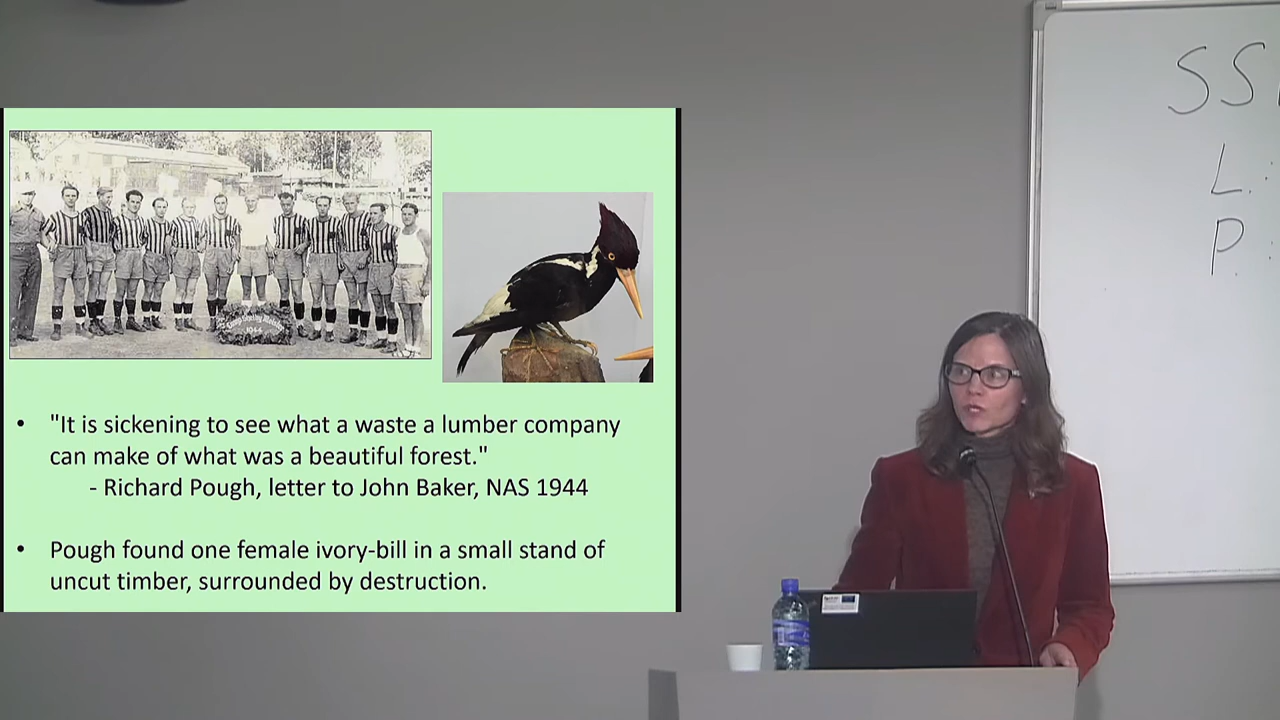 • "It is sickening to see what a waste a lumber company
can make of what was a beautiful forest."
- Richard Pough, letter to John Baker, NAS 1944
• Pough found one female ivory-bill in a small stand of
uncut timber, surrounded by destruction.
1944
SS
L.:
P.: